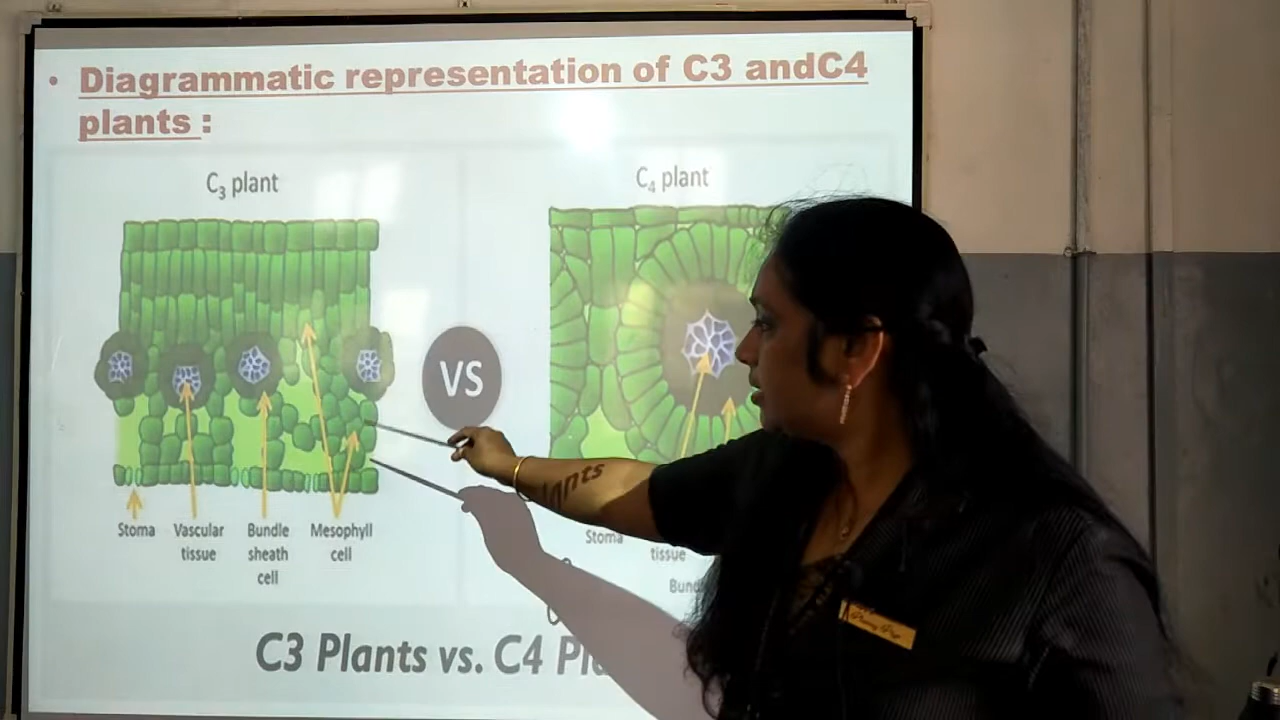 • Diagrammatic representation of C3 andC4
plants :
C3 plant
C4 plant
VS
Stoma
Vascular
tissue
Bundle
sheath
cell
Mesophyll
cell
Stoma
tissue
C3 Plants vs. C4
plants